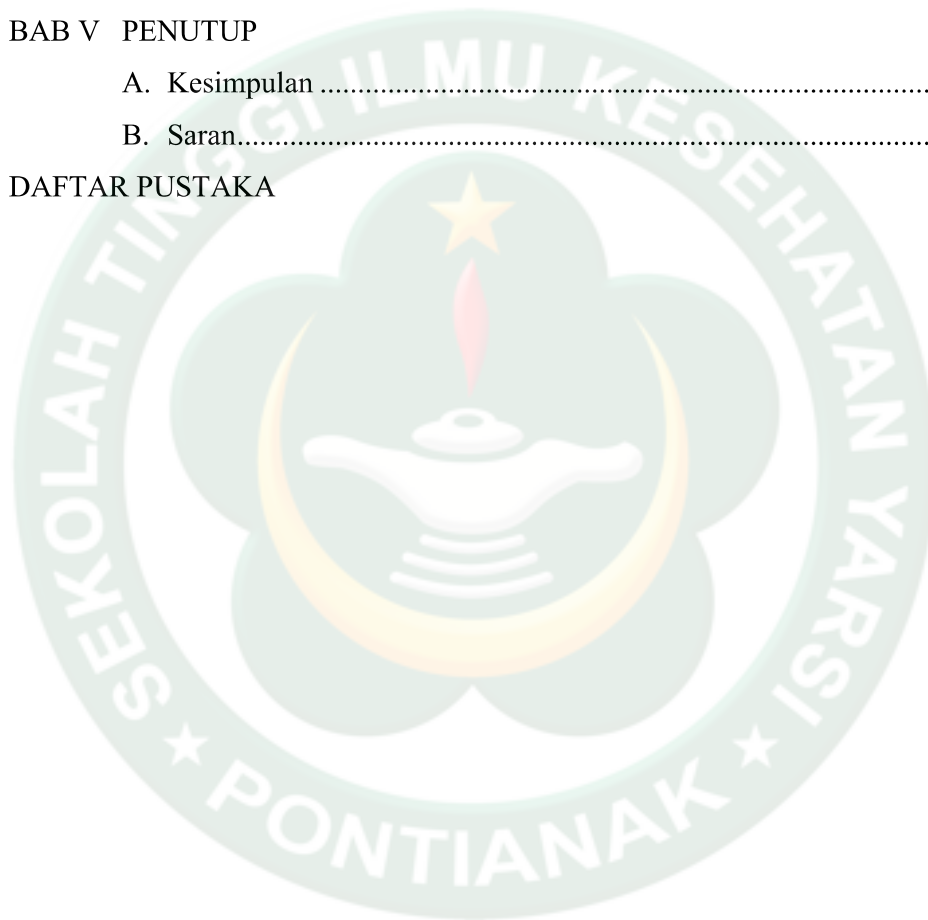 BAB V PENUTUP
A. Kesimpulan ................................................................................
B. Saran...........................................................................................
DAFTAR PUSTAKA
SEKOLAH TINGGI ILMU KESEHATAN YARSI
PONTIANAK